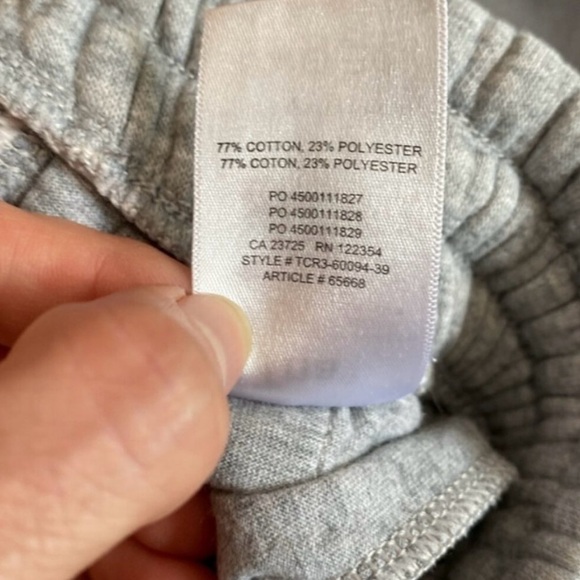 77% COTTON, 23% POLYESTER
77% COTON, 23% POLYESTER
PO 4500111827
PO 4500111828
PO 4500111829
CA 23725 RN 122354
STYLE # TCR3-60094-39
ARTICLE # 65668